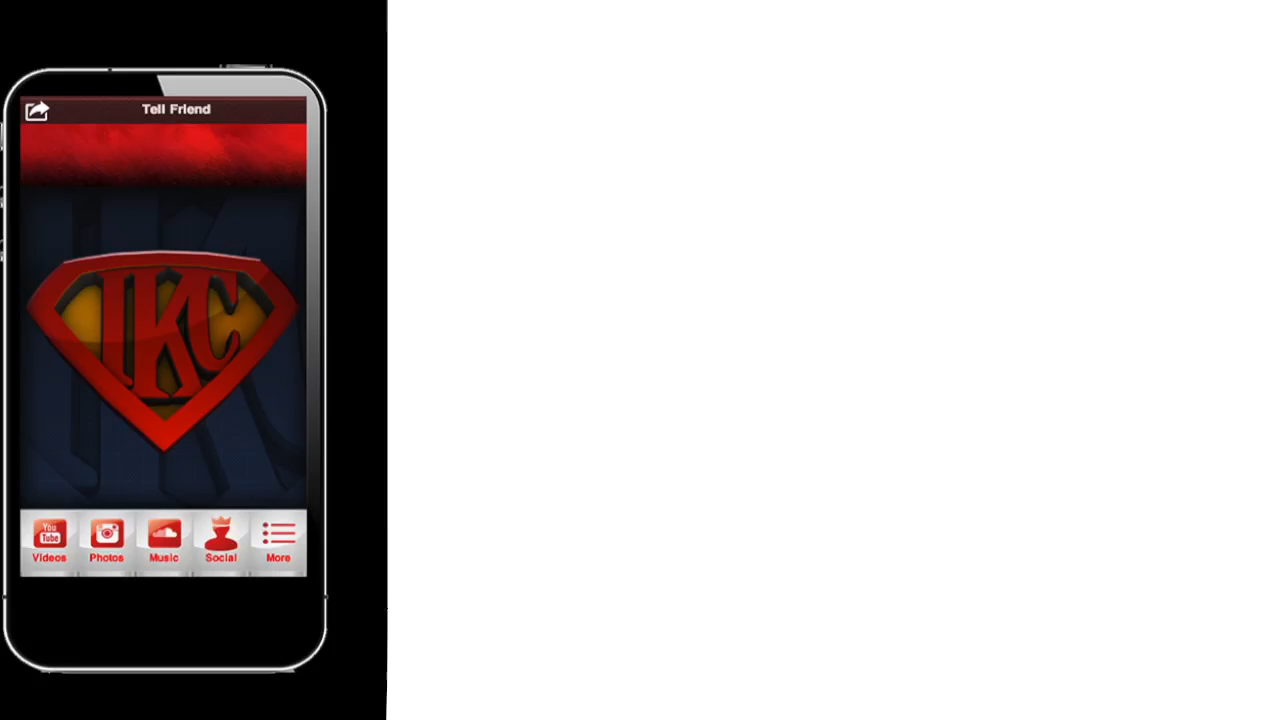 Tell Friend
IKC
You
Tube
Videos
Photos
Music
Social
More